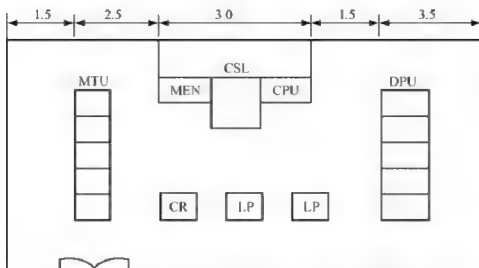 1.5 2.5 3.0 1.5 3.5
CSL
MTU MEN CPU DPU
CR LP LP